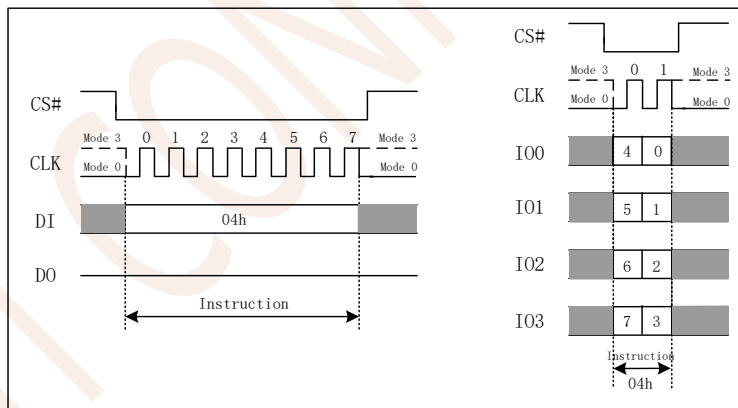 CS#
Mode 3 0 1 2 3 4 5 6 7 Mode 3
CLK
Mode 0 Mode 0
DI 04h
DO
Instruction
CS#
Mode 3 0 1 Mode 3
CLK
Mode 0 Mode 0
IO0 4 0
IO1 5 1
IO2 6 2
IO3 7 3
Instruction
04h